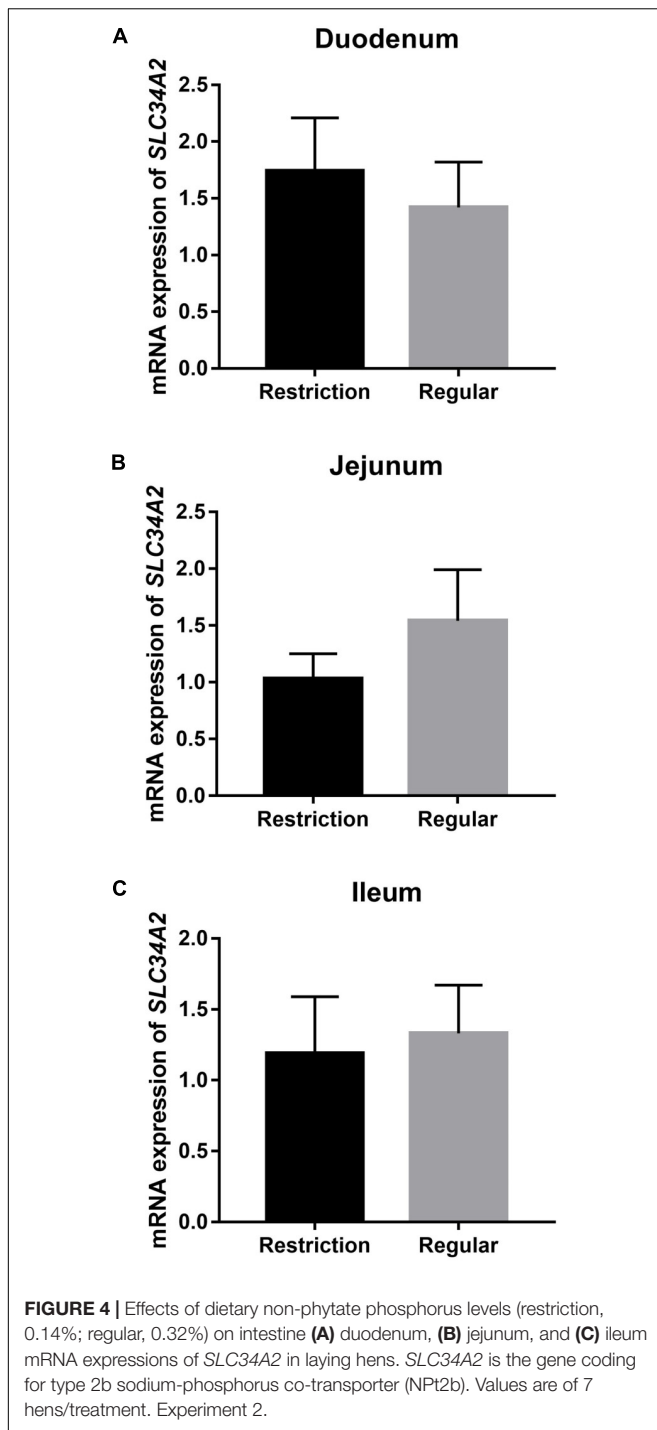 A
Duodenum
mRNA expression of SLC34A2
2.5
2.0
1.5
1.0
0.5
0.0
Restriction
Regular
B
Jejunum
mRNA expression of SLC34A2
2.5
2.0
1.5
1.0
0.5
0.0
Restriction
Regular
C
Ileum
mRNA expression of SLC34A2
2.0
1.5
1.0
0.5
0.0
Restriction
Regular
FIGURE 4 | Effects of dietary non-phytate phosphorus levels (restriction,
0.14%; regular, 0.32%) on intestine (A) duodenum, (B) jejunum, and (C) ileum
mRNA expressions of SLC34A2 in laying hens. SLC34A2 is the gene coding
for type 2b sodium-phosphorus co-transporter (NPt2b). Values are of 7
hens/treatment. Experiment 2.